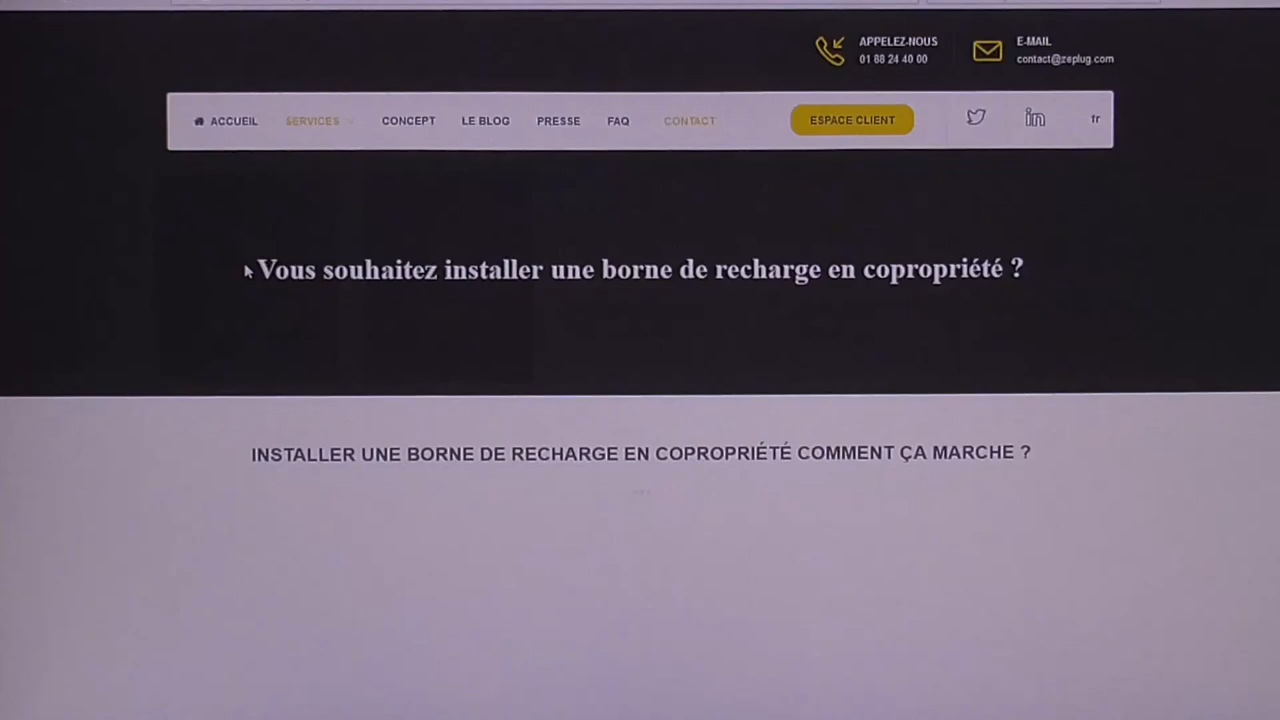 APPELEZ-NOUS
01 88 24 40 00
E-MAIL
contact@zeplug.com
ACCUEIL SERVICES CONCEPT LE BLOG PRESSE FAQ CONTACT ESPACE CLIENT fr
Vous souhaitez installer une borne de recharge en copropriété ?
INSTALLER UNE BORNE DE RECHARGE EN COPROPRIÉTÉ COMMENT ÇA MARCHE ?